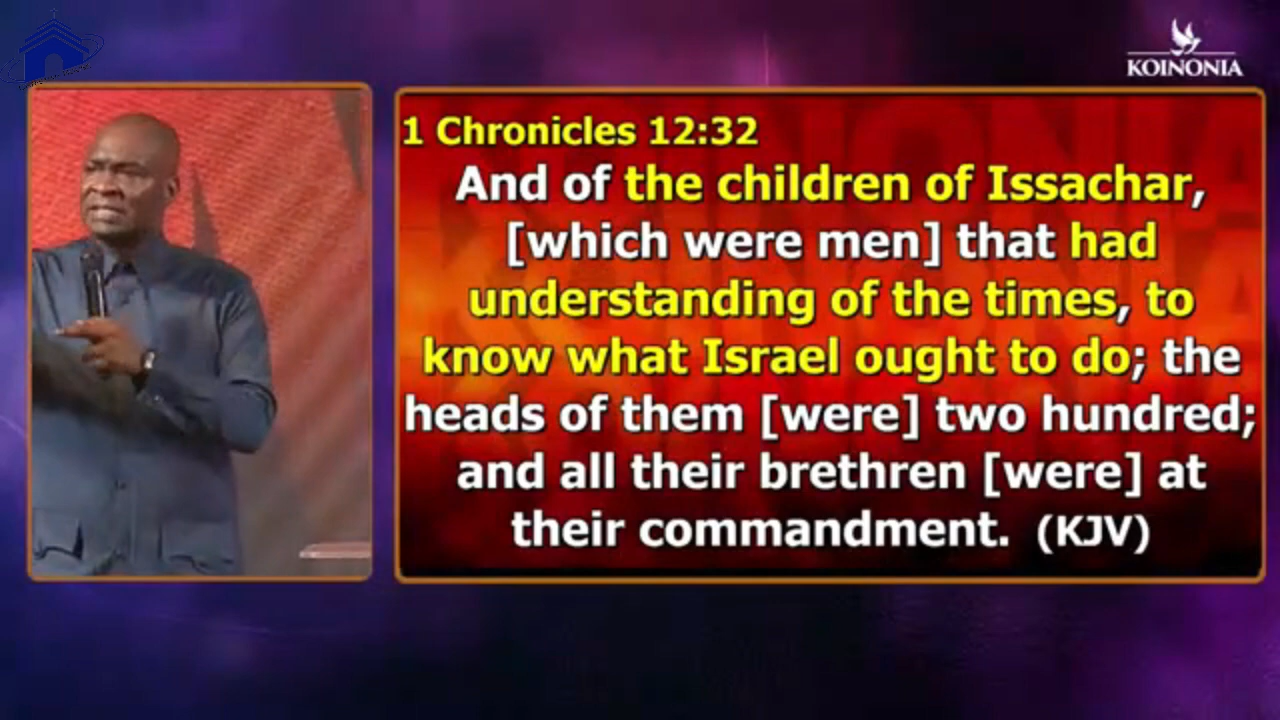 KOINONIA
1 Chronicles 12:32
And of the children of Issachar,
[which were men] that had
understanding of the times, to
know what Israel ought to do; the
heads of them [were] two hundred;
and all their brethren [were] at
their commandment. (KJV)